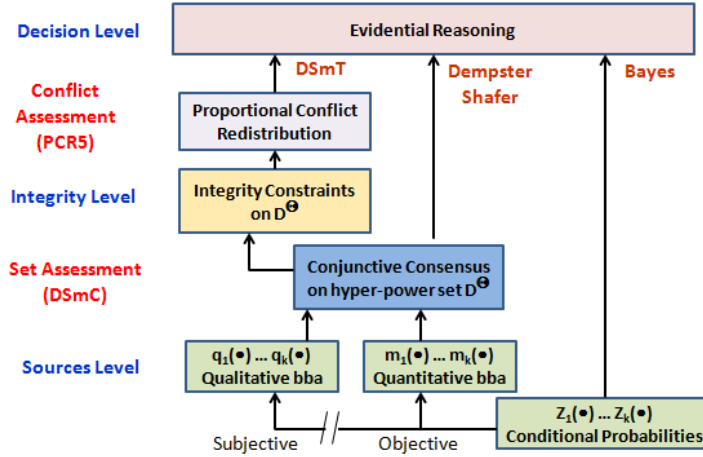 Decision Level
Evidential Reasoning
DSmT
Dempster
Shafer
Bayes
Conflict
Assessment
(PCR5)
Proportional Conflict
Redistribution
Integrity Level
Integrity Constraints
on D^Θ
Set Assessment
(DSmC)
Conjunctive Consensus
on hyper-power set D^Θ
Sources Level
q₁(•) ... qₖ(•)
Qualitative bba
m₁(•) ... mₖ(•)
Quantitative bba
Z₁(•) ... Zₖ(•)
Conditional Probabilities
Subjective // Objective